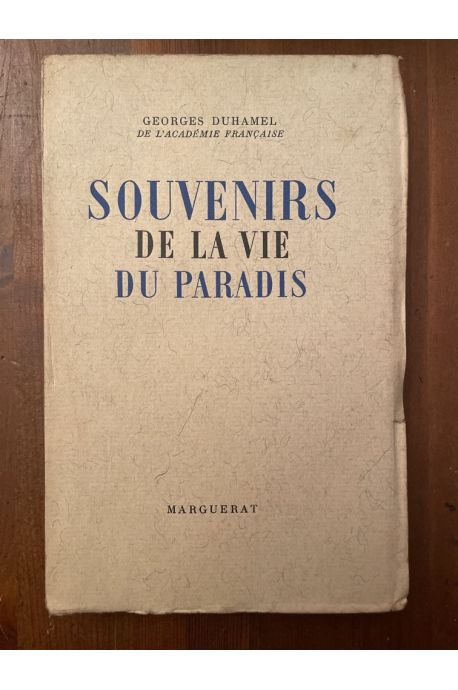 GEORGES DUHAMEL
DE L'ACADÉMIE FRANÇAISE
SOUVENIRS
DE LA VIE
DU PARADIS
MARGUERAT